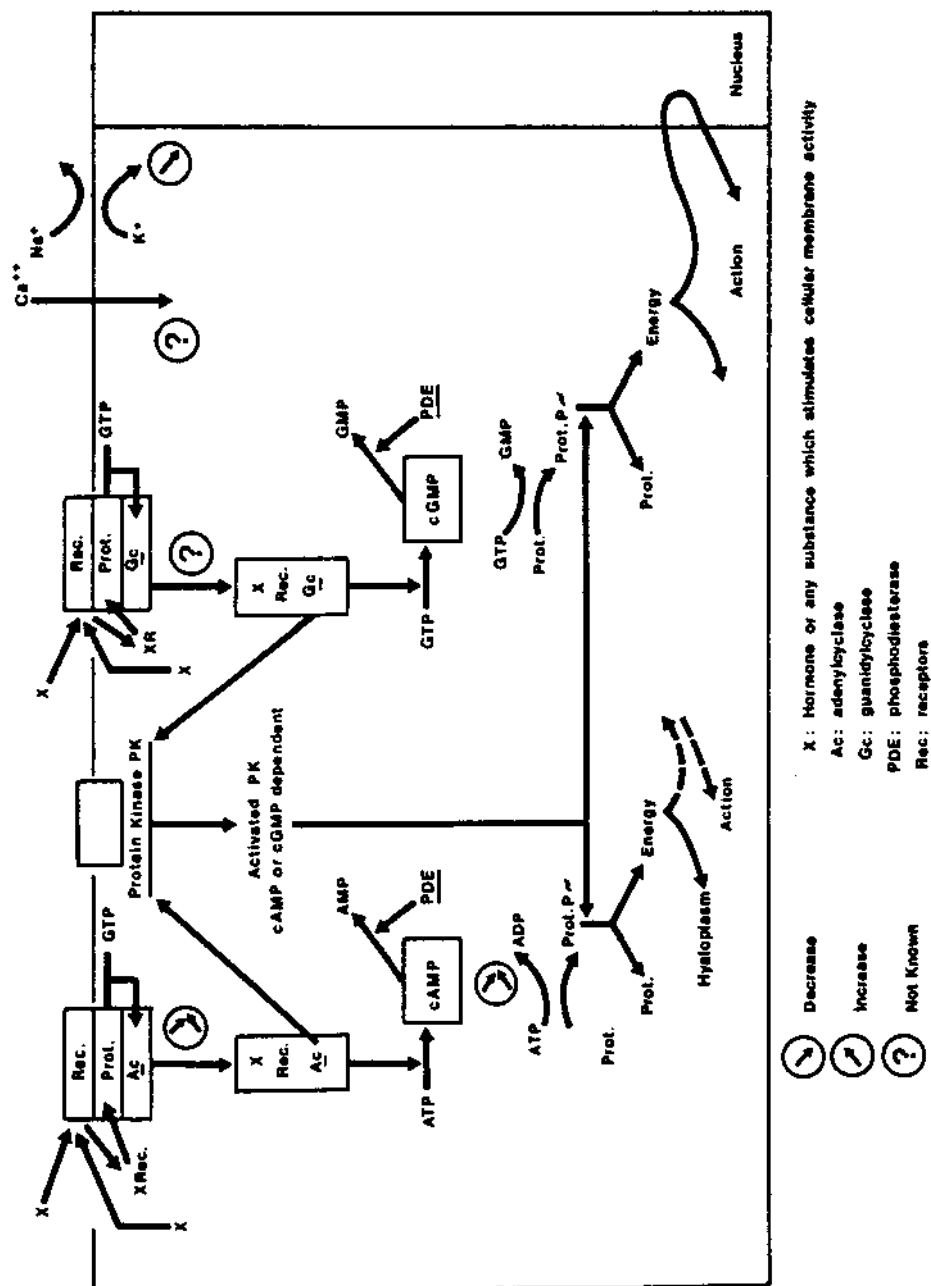 Ca++
Na+
K+
X
X
XRec.
Rec.
Prot.
Ac
GTP
Protein Kinase PK
X
X
XR
Rec.
Prot.
Gc
GTP
?
?
X
Rec.
Ac
Activated PK
cAMP or cGMP dependent
X
Rec.
Gc
ATP
cAMP
AMP
PDE
GTP
cGMP
GMP
PDE
ATP
ADP
Prot.
Prot.P~
GTP
GMP
Prot.
Prot.P~
Prot.
Energy
Prot.
Energy
Hyaloplasm
Action
Action
Nucleus
Decrease
Increase
? Not Known
X : Hormone or any substance which stimulates cellular membrane activity
Ac: adenylcyclase
Gc: guanidylcyclase
PDE: phosphodiesterase
Rec: receptors